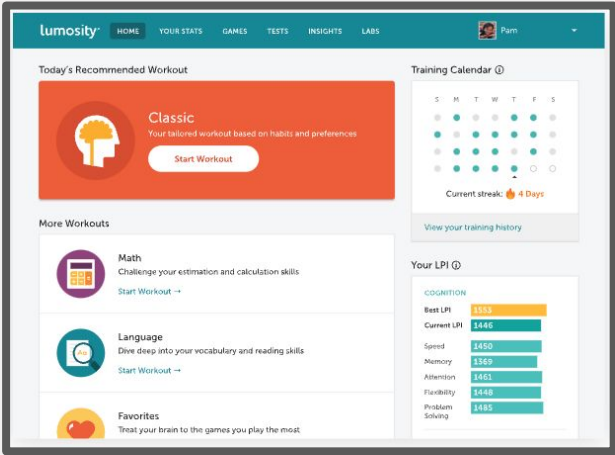 lumosity HOME YOUR STATS GAMES TESTS INSIGHTS LABS Pam
Today's Recommended Workout
Classic
Your tailored workout based on habits and preferences
Start Workout
More Workouts
Math
Challenge your estimation and calculation skills
Start Workout →
Language
Dive deep into your vocabulary and reading skills
Start Workout →
Favorites
Treat your brain to the games you play the most
Training Calendar
S M T W T F S
Current streak: 4 Days
View your training history
Your LPI
COGNITION
Best LPI 1553
Current LPI 1446
Speed 1450
Memory 1369
Attention 1461
Flexibility 1448
Problem
Solving 1485